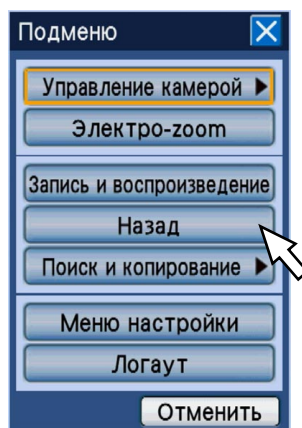 Подменю
Управление камерой
Электро-zoom
Запись и воспроизведение
Назад
Поиск и копирование
Меню настройки
Логаут
Отменить